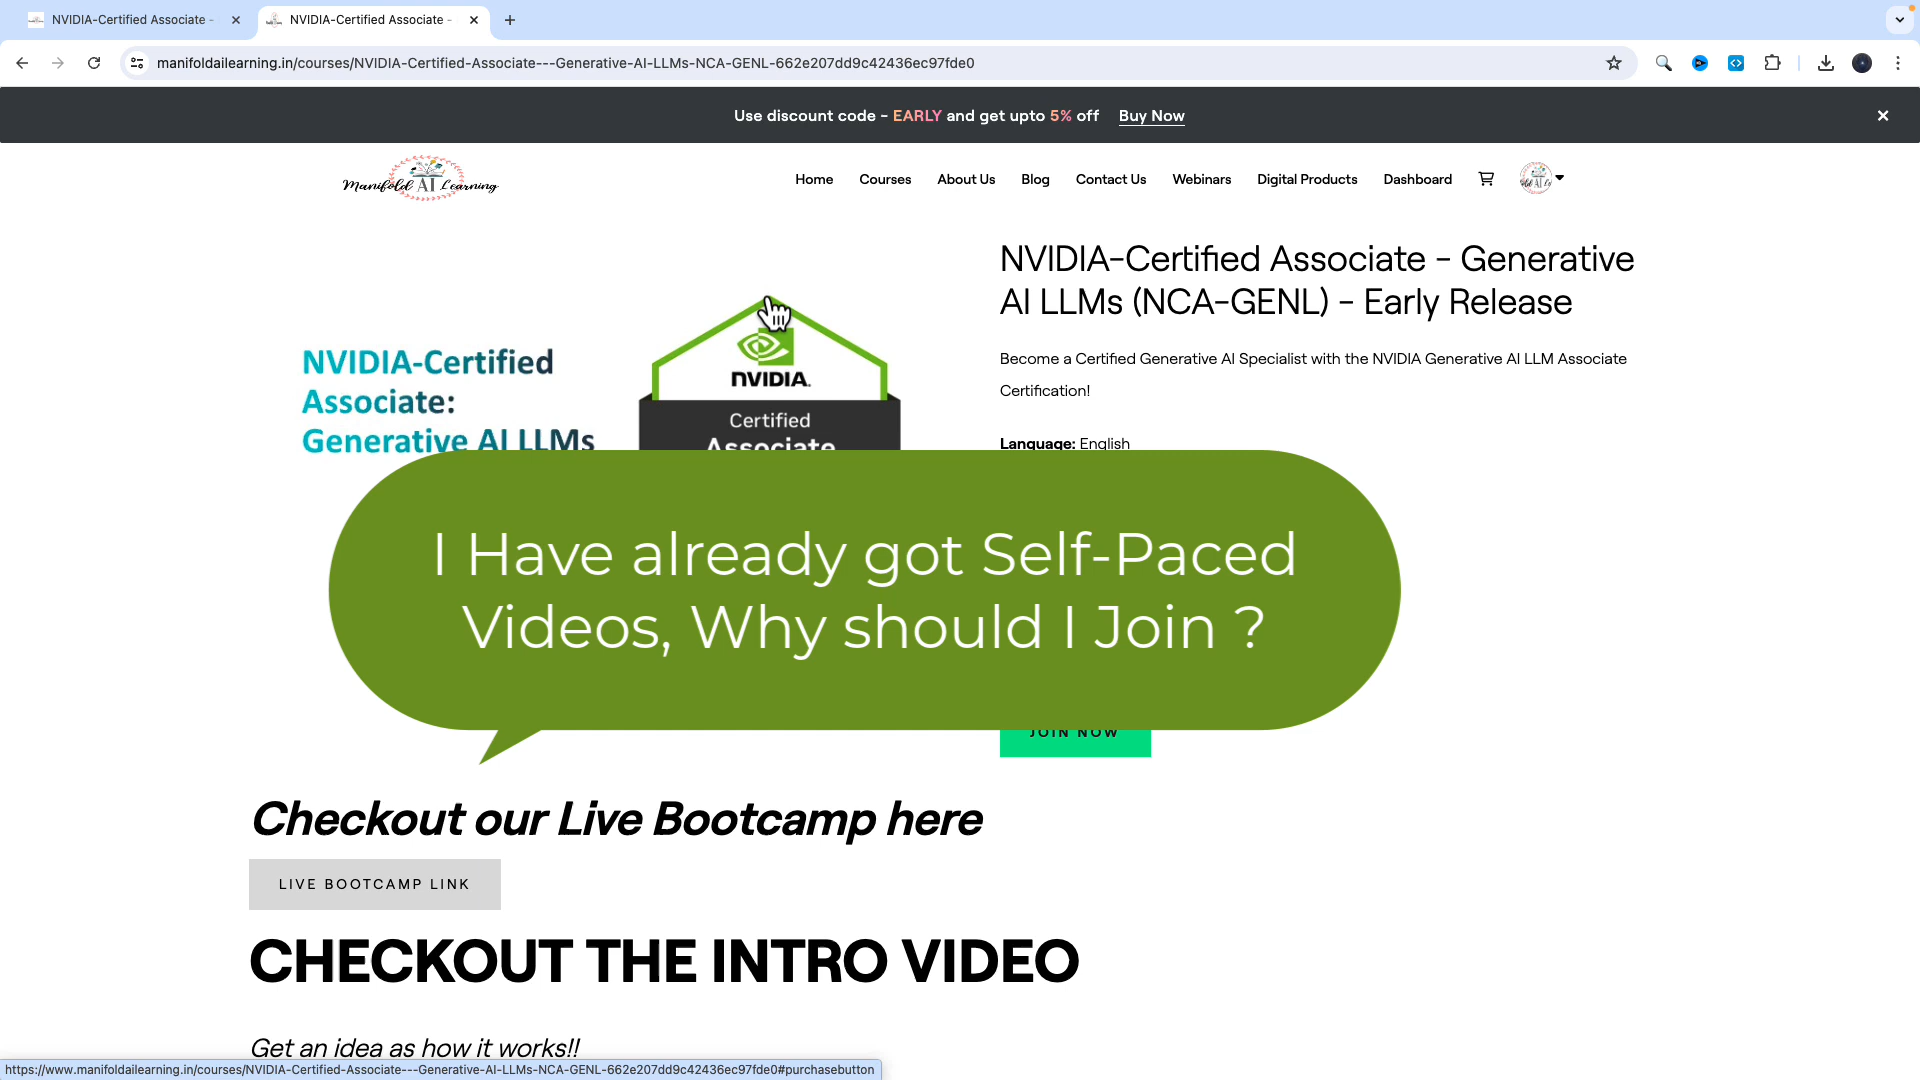 NVIDIA-Certified Associate -
NVIDIA-Certified Associate -
manifoldailearning.in/courses/NVIDIA-Certified-Associate---Generative-AI-LLMs-NCA-GENL-662e207dd9c42436ec97fde0
Use discount code - EARLY and get upto 5% off Buy Now
Manifold AI Learning
Home Courses About Us Blog Contact Us Webinars Digital Products Dashboard
NVIDIA-Certified Associate - Generative
AI LLMs (NCA-GENL) - Early Release
Become a Certified Generative AI Specialist with the NVIDIA Generative AI LLM Associate
Certification!
Language: English
NVIDIA-Certified
Associate:
Generative AI LLMs
NVIDIA.
Certified
Associate
I Have already got Self-Paced
Videos, Why should I Join ?
JOIN NOW
Checkout our Live Bootcamp here
LIVE BOOTCAMP LINK
CHECKOUT THE INTRO VIDEO
Get an idea as how it works!!
https://www.manifoldailearning.in/courses/NVIDIA-Certified-Associate---Generative-AI-LLMs-NCA-GENL-662e207dd9c42436ec97fde0#purchasebutton